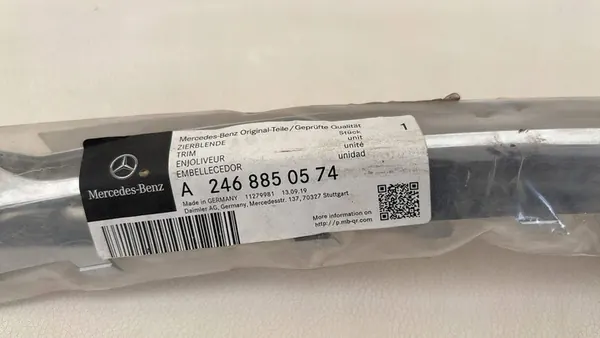 Mercedes-Benz
Mercedes-Benz Original-Teile/Geprüfte Qualität
ZIERBLENDE
TRIM
ENJOLIVEUR
EMBELLECEDOR
Stück
unit
unité
unidad
1
A 246 885 05 74
Made in GERMANY 11279981 13.09.19
Daimler AG, Germany, Mercedesstr. 137, 70327 Stuttgart
More information on
http://p.mb-qr.com